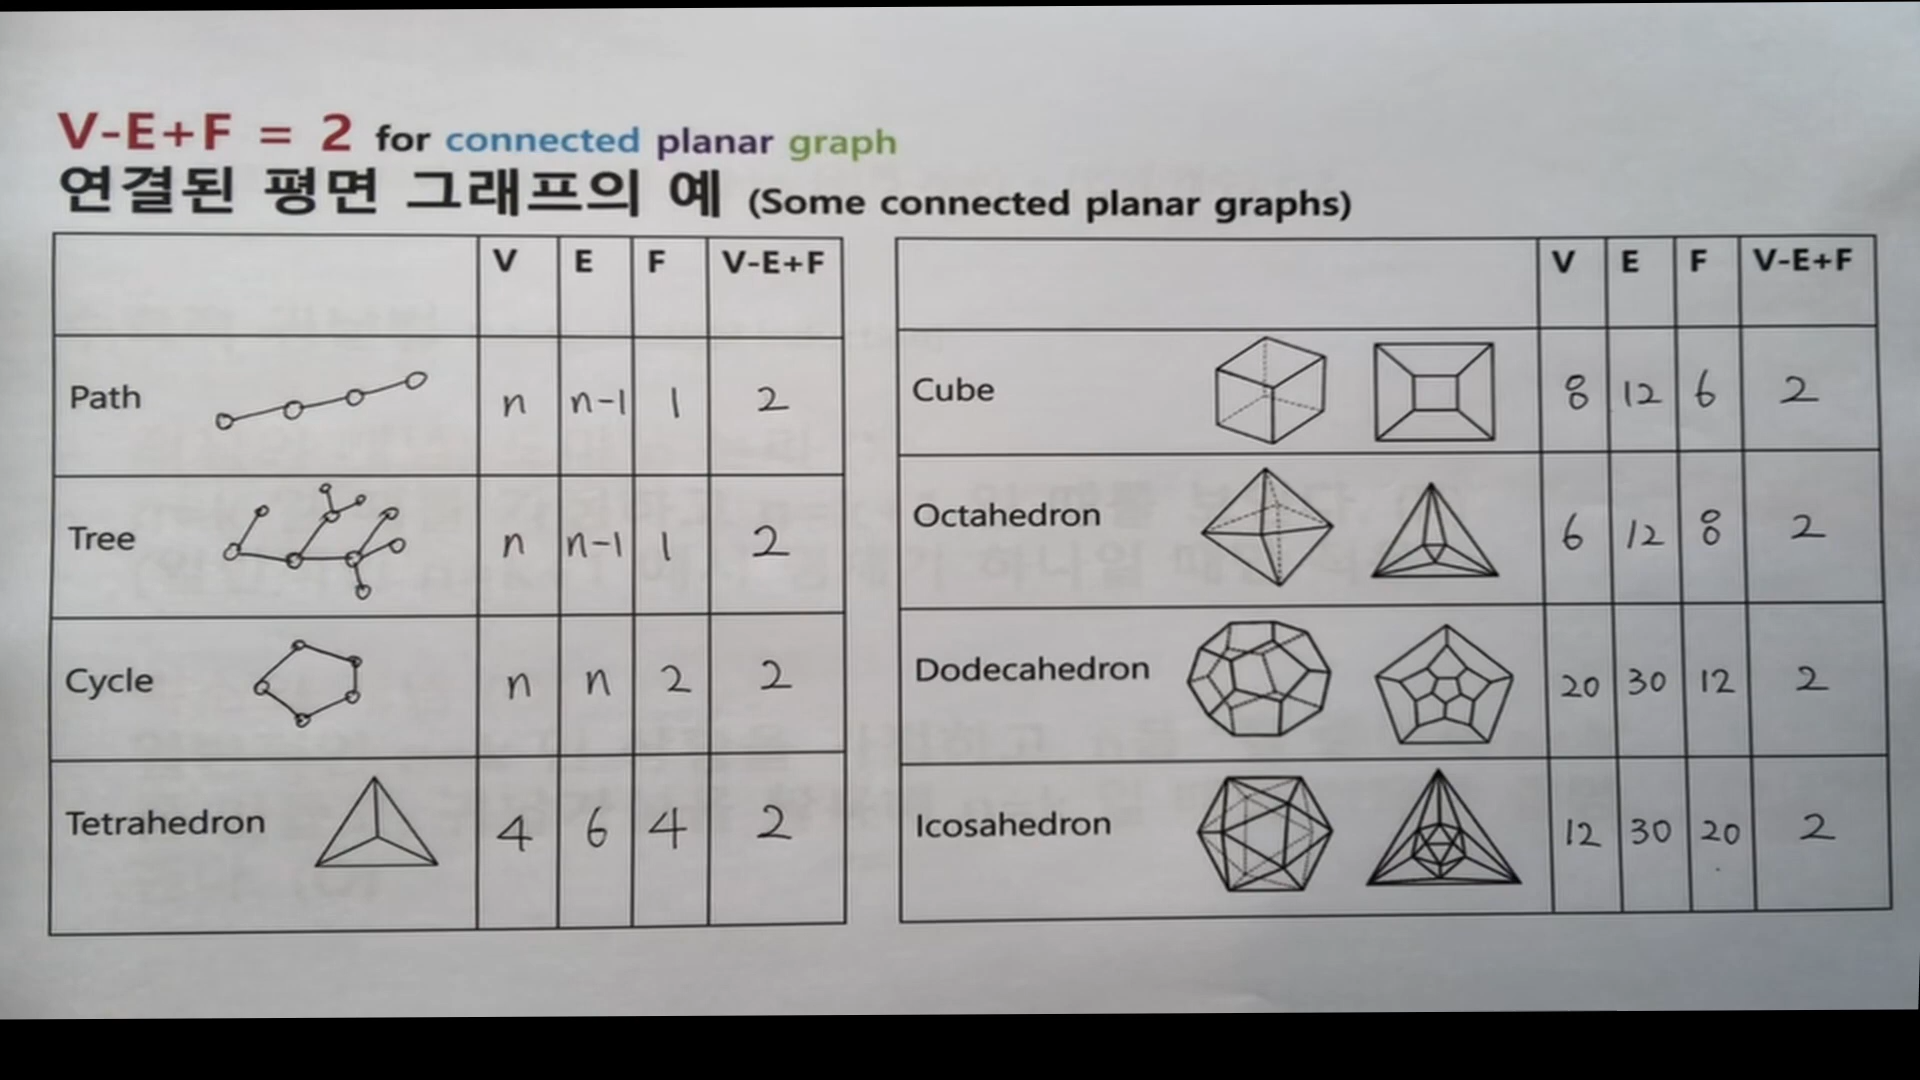 V-E+F = 2 for connected planar graph
연결된 평면 그래프의 예 (Some connected planar graphs)
V E F V-E+F
Path n n-1 1 2
Tree n n-1 1 2
Cycle n n 2 2
Tetrahedron 4 6 4 2
V E F V-E+F
Cube 8 12 6 2
Octahedron 6 12 8 2
Dodecahedron 20 30 12 2
Icosahedron 12 30 20 2